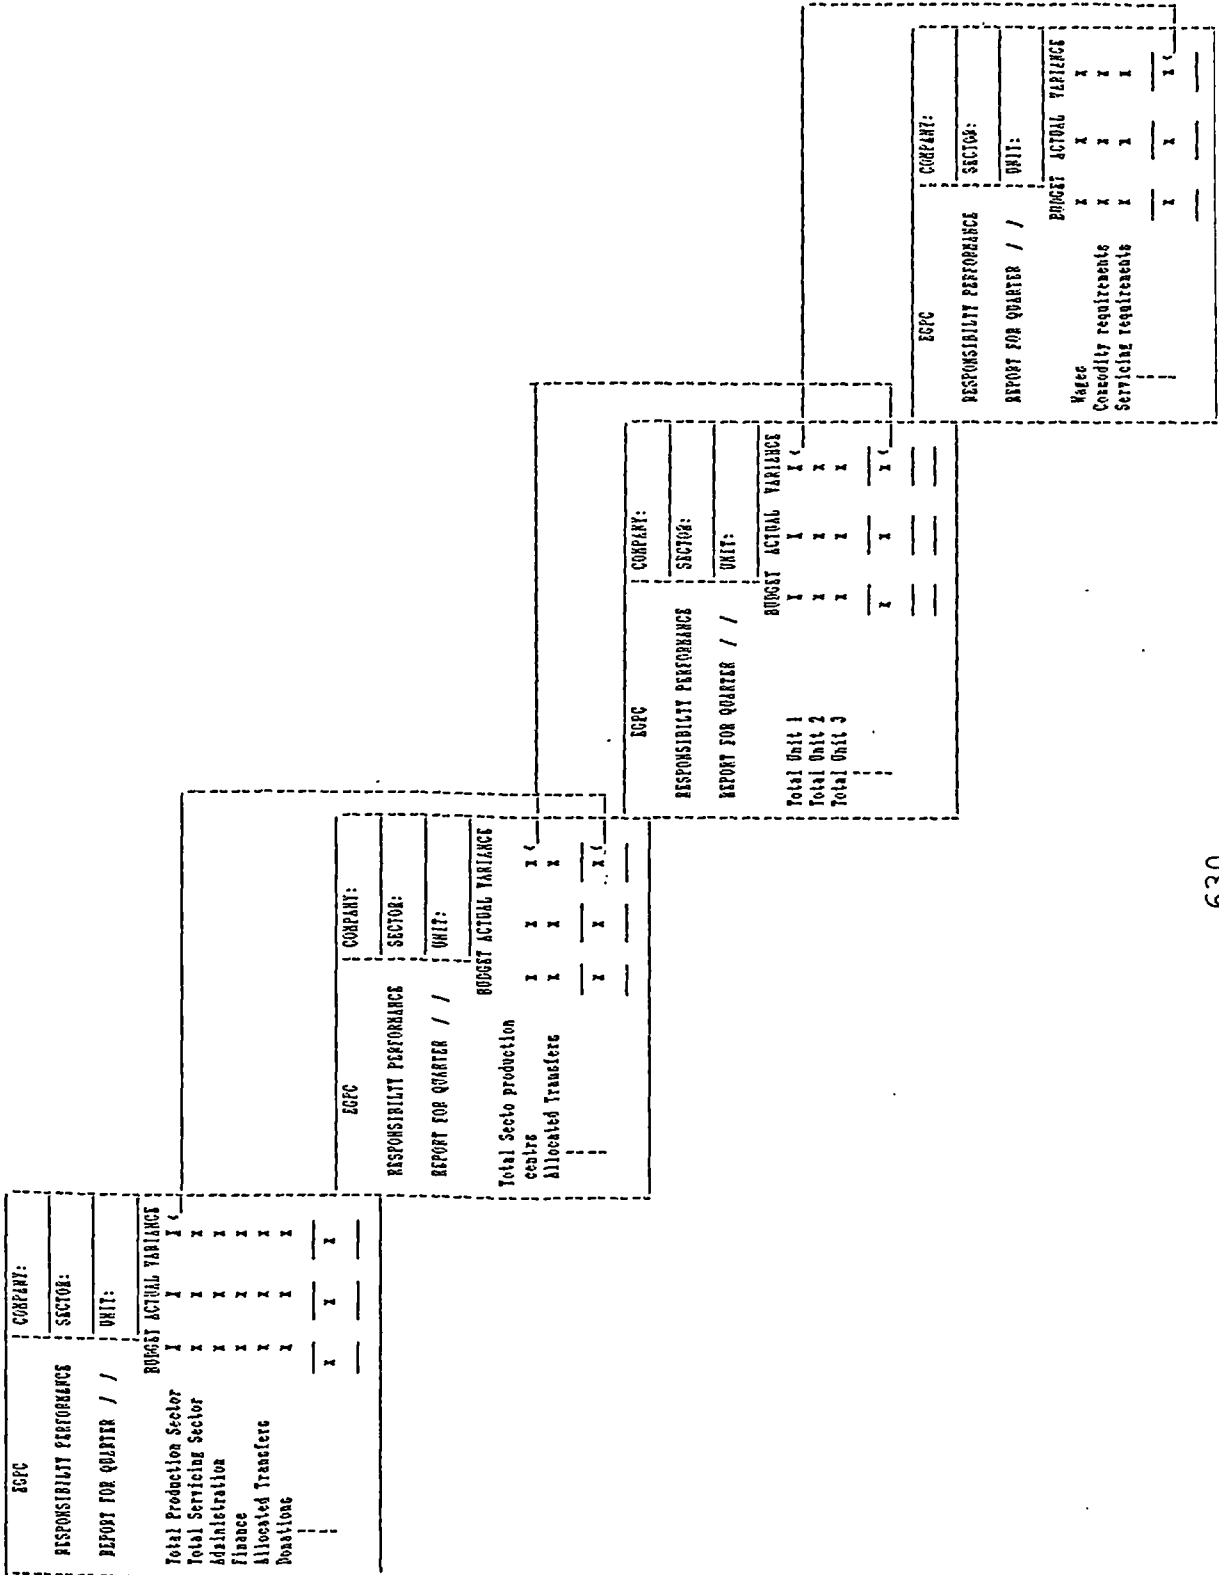 EGPC
COMPANY:
RESPONSIBILTY PERFORMANCE
SECTOR:
REPORT FOR QUARTER / /
UNIT:
BUDGET ACTUAL VARIANCE
Total Production Sector X X X
Total Servicing Sector X X X
Administration X X X
Finance X X X
Allocated Transfers X X X
Donations X X X
X X X
EGPC
COMPANY:
RESPONSIBILTY PERFORMANCE
SECTOR:
REPORT FOR QUARTER / /
UNIT:
BUDGET ACTUAL VARIANCE
Total Secto production
centre X X X
Allocated Transfers X X X
X X X
EGPC
COMPANY:
RESPONSIBILTY PERFORMANCE
SECTOR:
REPORT FOR QUARTER / /
UNIT:
BUDGET ACTUAL VARIANCE
Total Unit 1 X X X
Total Unit 2 X X X
Total Unit 3 X X X
X X X
EGPC
COMPANY:
RESPONSIBILTY PERFORMANCE
SECTOR:
REPORT FOR QUARTER / /
UNIT:
BUDGET ACTUAL VARIANCE
Wages X X X
Commodity requirements X X X
Servicing requirements X X X
X X X
630